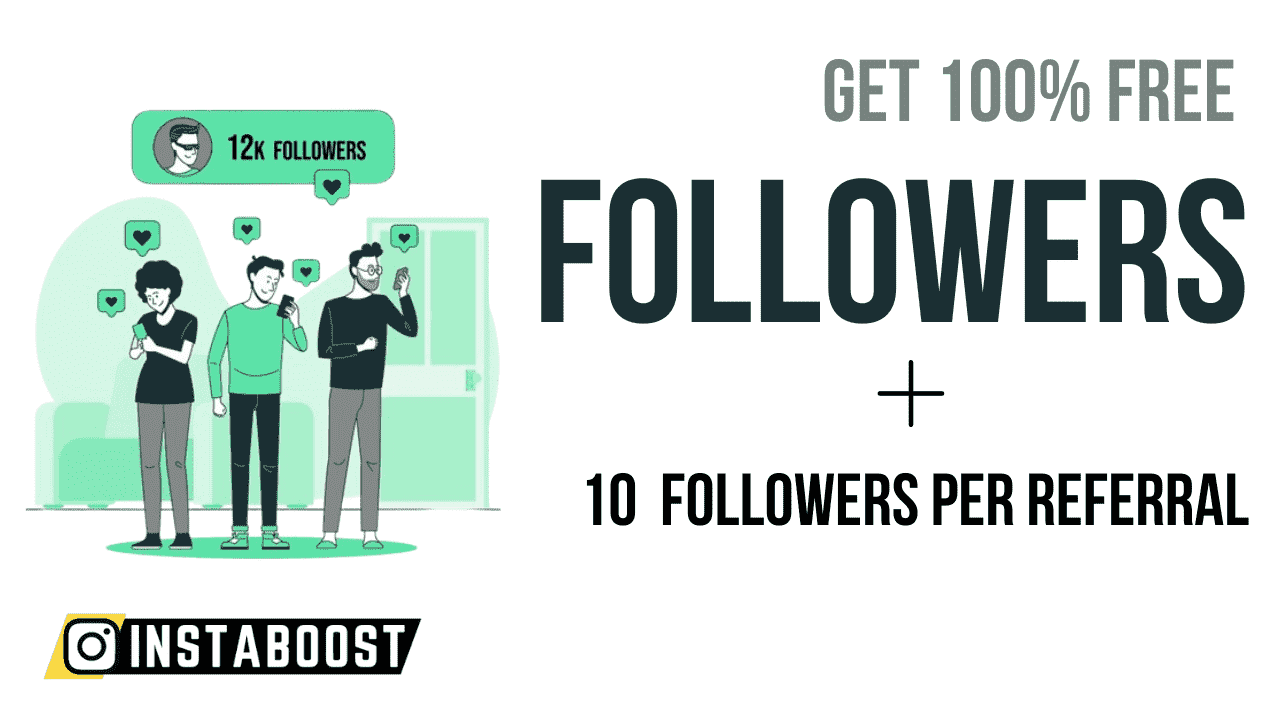 GET 100% FREE
12K FOLLOWERS
FOLLOWERS
+
10 FOLLOWERS PER REFERRAL
INSTABOOST